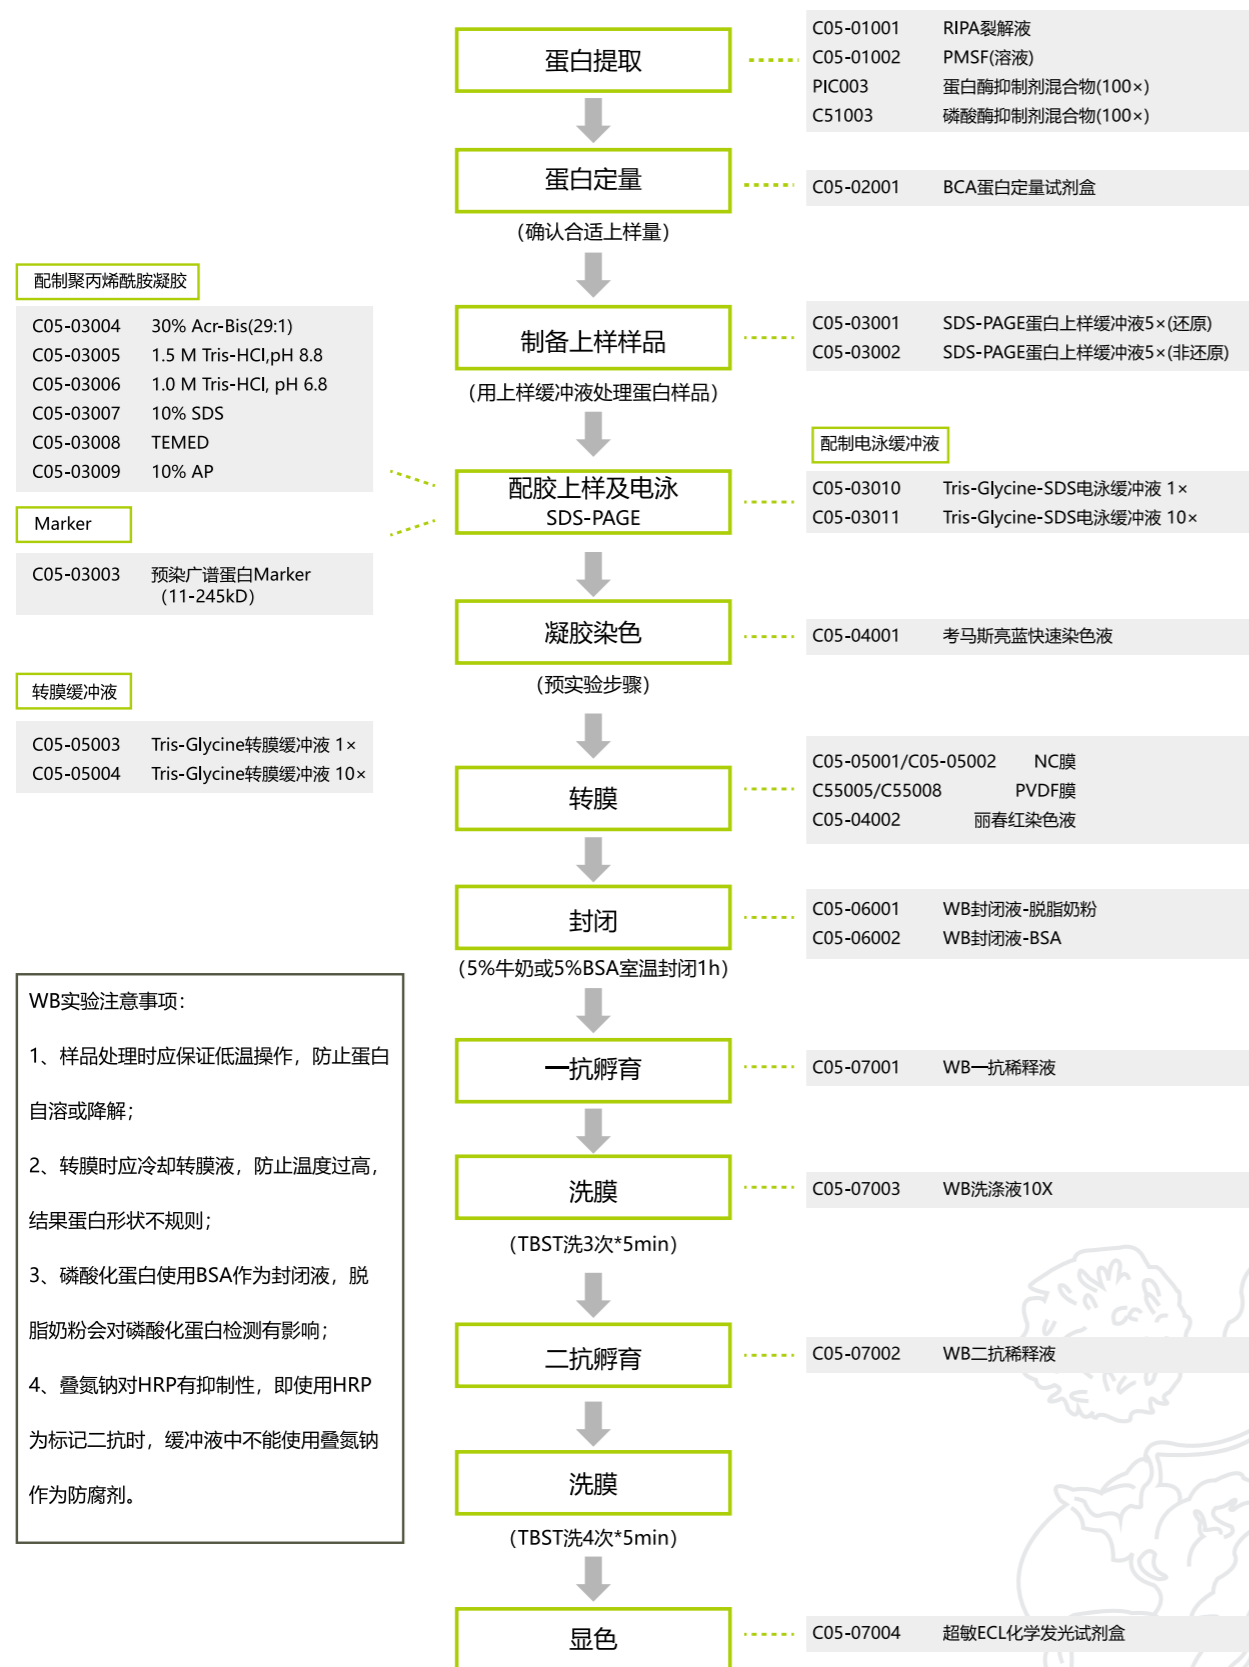 蛋白提取
C05-01001 RIPA裂解液
C05-01002 PMSF(溶液)
PIC003 蛋白酶抑制剂混合物(100×)
C51003 磷酸酶抑制剂混合物(100×)
蛋白定量
C05-02001 BCA蛋白定量试剂盒
(确认合适上样量)
配制聚丙烯酰胺凝胶
C05-03004 30% Acr-Bis(29:1)
C05-03005 1.5 M Tris-HCl,pH 8.8
C05-03006 1.0 M Tris-HCl, pH 6.8
C05-03007 10% SDS
C05-03008 TEMED
C05-03009 10% AP
制备上样样品
C05-03001 SDS-PAGE蛋白上样缓冲液5×(还原)
C05-03002 SDS-PAGE蛋白上样缓冲液5×(非还原)
(用上样缓冲液处理蛋白样品)
配制电泳缓冲液
配胶上样及电泳
SDS-PAGE
C05-03010 Tris-Glycine-SDS电泳缓冲液 1×
C05-03011 Tris-Glycine-SDS电泳缓冲液 10×
Marker
C05-03003 预染广谱蛋白Marker
(11-245kD)
凝胶染色
C05-04001 考马斯亮蓝快速染色液
(预实验步骤)
转膜缓冲液
C05-05003 Tris-Glycine转膜缓冲液 1×
C05-05004 Tris-Glycine转膜缓冲液 10×
转膜
C05-05001/C05-05002 NC膜
C55005/C55008 PVDF膜
C05-04002 丽春红染色液
封闭
C05-06001 WB封闭液-脱脂奶粉
C05-06002 WB封闭液-BSA
(5%牛奶或5%BSA室温封闭1h)
WB实验注意事项：
1、样品处理时应保证低温操作，防止蛋白
自溶或降解；
2、转膜时应冷却转膜液，防止温度过高，
结果蛋白形状不规则；
3、磷酸化蛋白使用BSA作为封闭液，脱
脂奶粉会对磷酸化蛋白检测有影响；
4、叠氮钠对HRP有抑制性，即使用HRP
为标记二抗时，缓冲液中不能使用叠氮钠
作为防腐剂。
一抗孵育
C05-07001 WB一抗稀释液
洗膜
C05-07003 WB洗涤液10X
(TBST洗3次*5min)
二抗孵育
C05-07002 WB二抗稀释液
洗膜
(TBST洗4次*5min)
显色
C05-07004 超敏ECL化学发光试剂盒